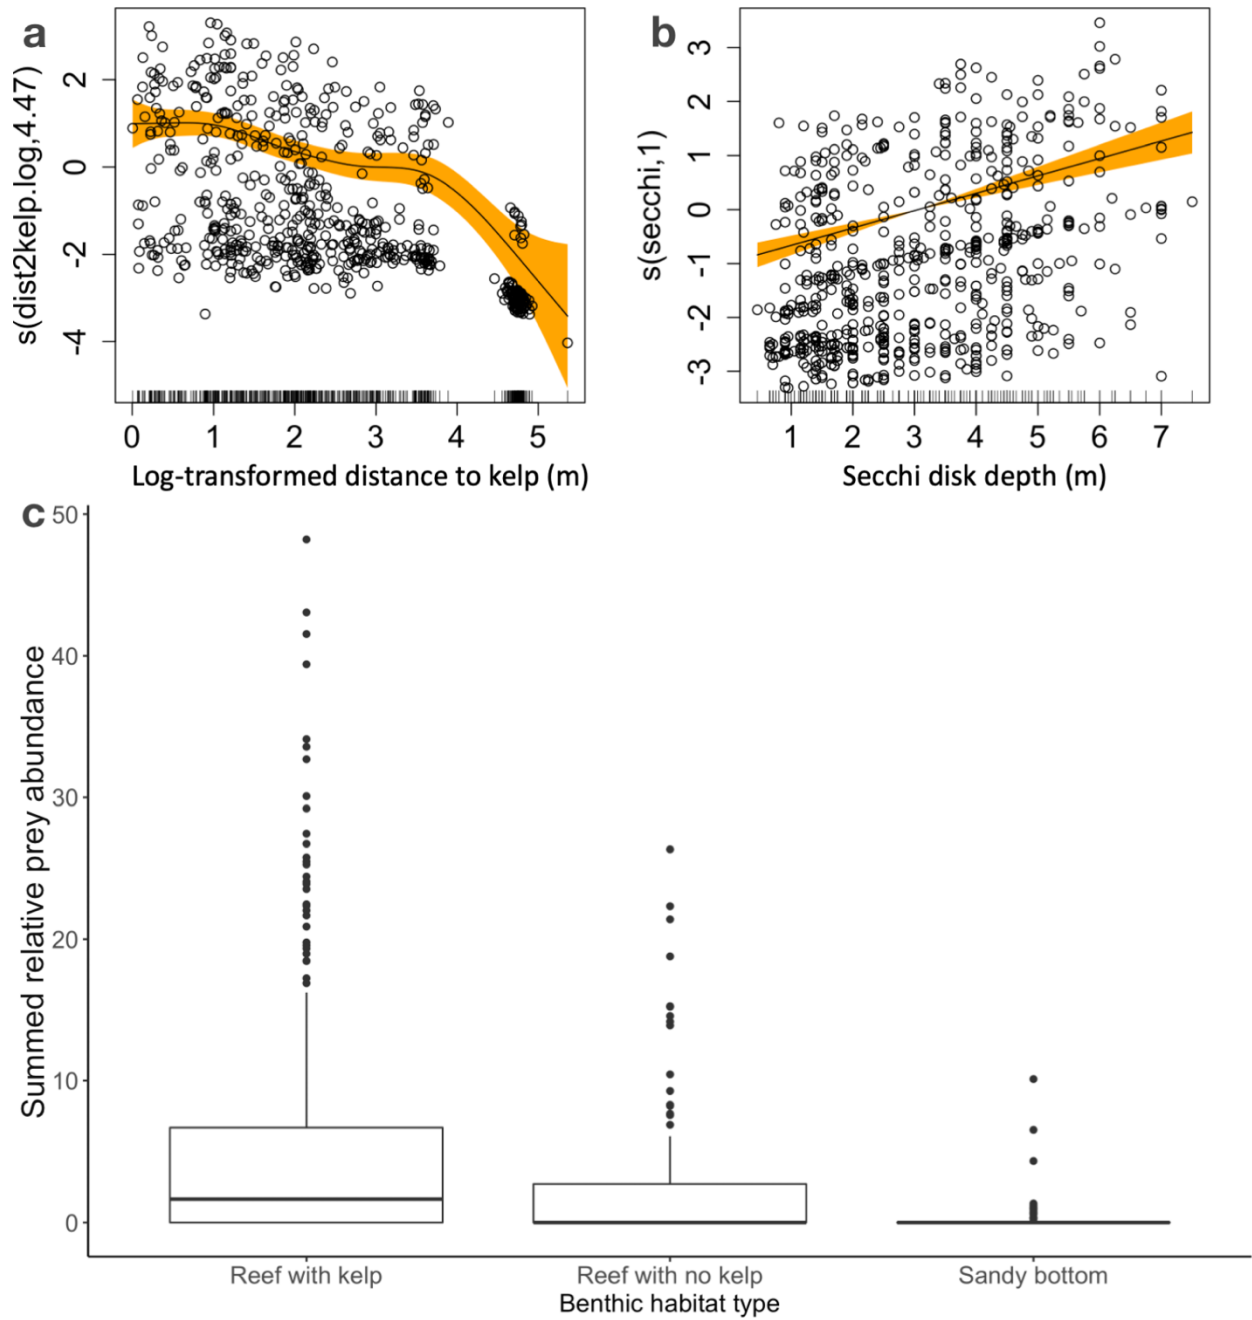 a
s(dist2kelp.log,4.47)
2
0
-2
-4
0 1 2 3 4 5
Log-transformed distance to kelp (m)
b
s(secchi,1)
3
2
1
0
-1
-2
-3
1 2 3 4 5 6 7
Secchi disk depth (m)
c
Summed relative prey abundance
50
40
30
20
10
0
Reef with kelp Reef with no kelp Sandy bottom
Benthic habitat type